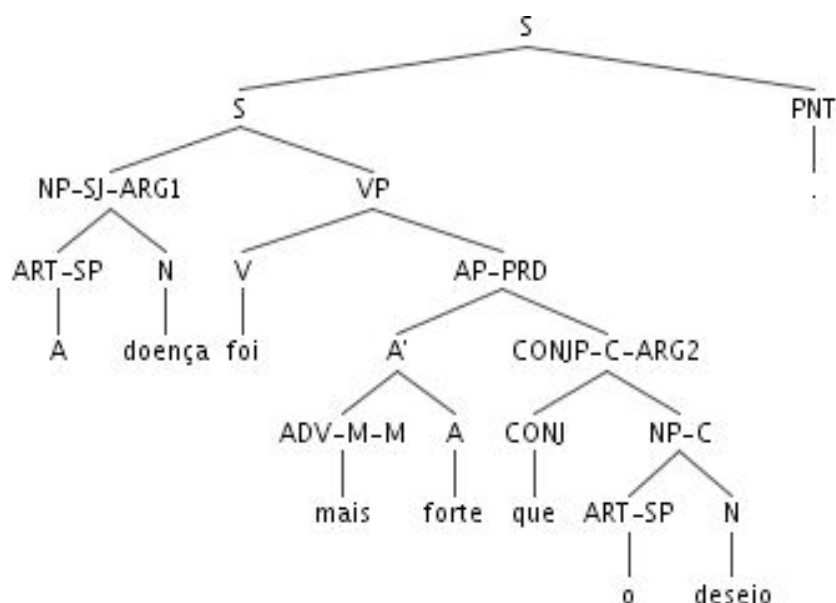 S
S PNT
NP-SJ-ARG1 VP .
ART-SP N V AP-PRD
A doença foi A' CONJP-C-ARG2
ADV-M-M A CONJ NP-C
mais forte que ART-SP N
o desejo